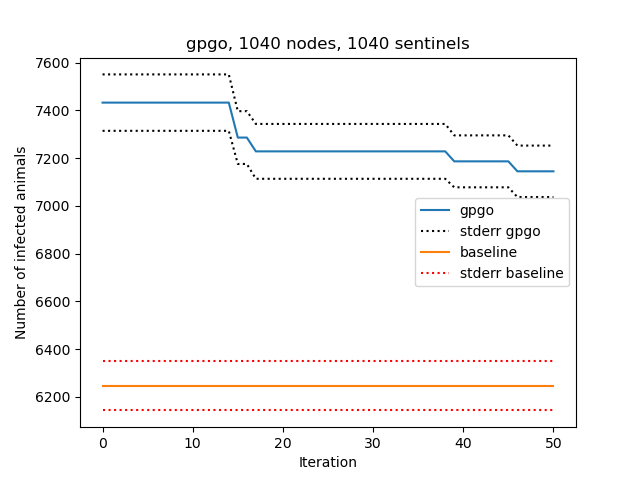 gpgo, 1040 nodes, 1040 sentinels
7600
7400
7200
7000
6800
6600
6400
6200
Number of infected animals
gpgo
stderr gpgo
baseline
stderr baseline
0 10 20 30 40 50
Iteration